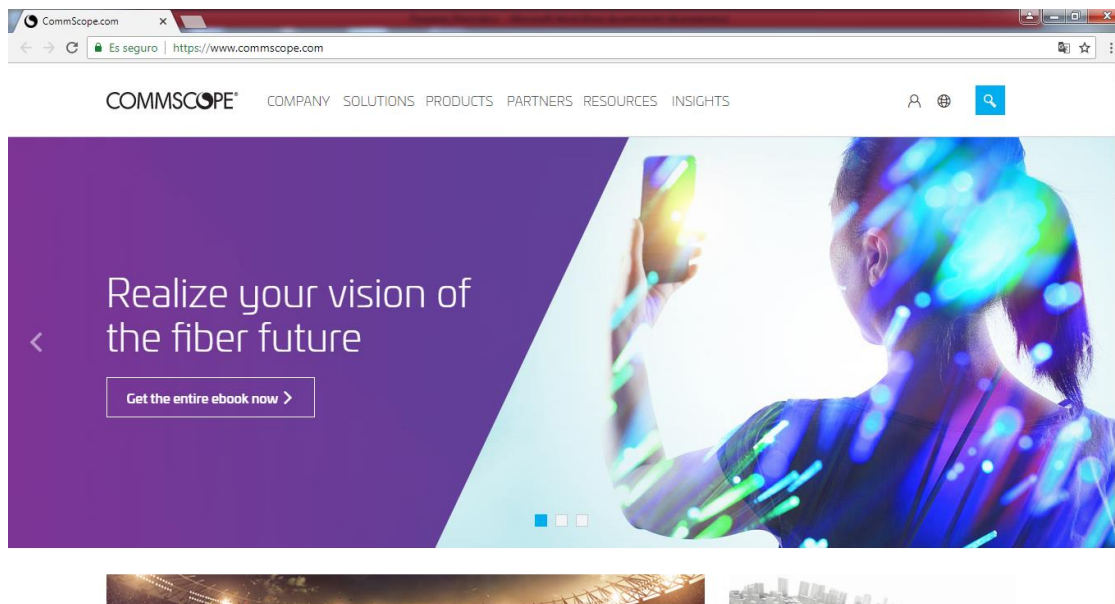 CommScope.com
Es seguro | https://www.commscope.com
COMMSCOPE®
COMPANY SOLUTIONS PRODUCTS PARTNERS RESOURCES INSIGHTS
Realize your vision of
the fiber future
Get the entire ebook now